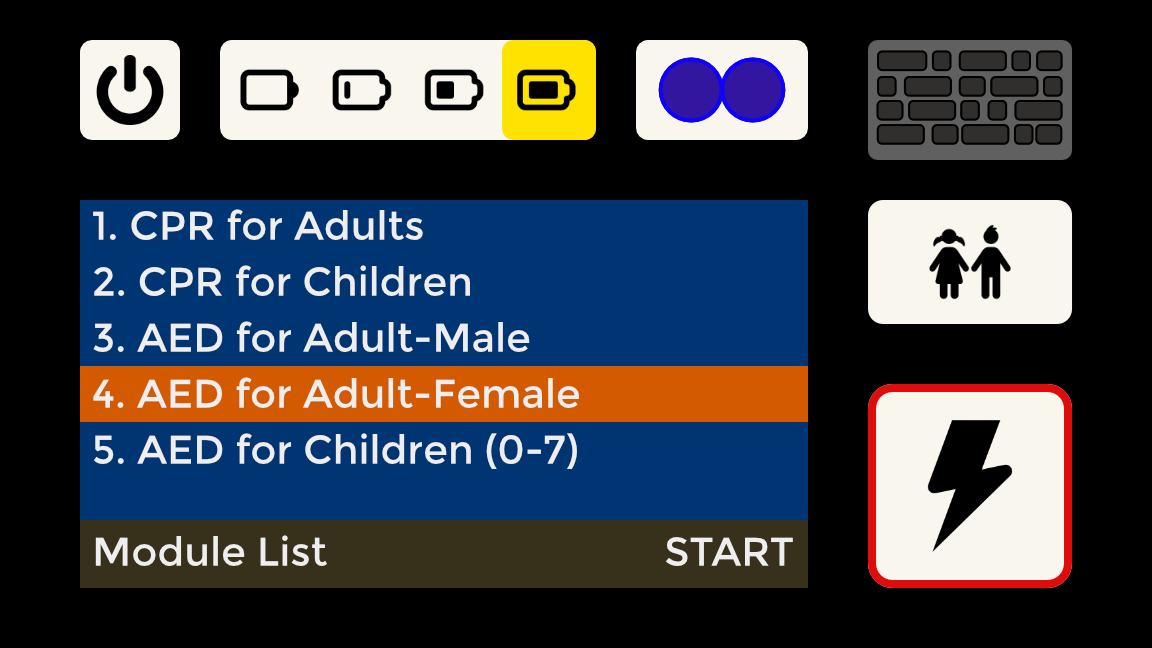 1. CPR for Adults
2. CPR for Children
3. AED for Adult-Male
4. AED for Adult-Female
5. AED for Children (0-7)
Module List START